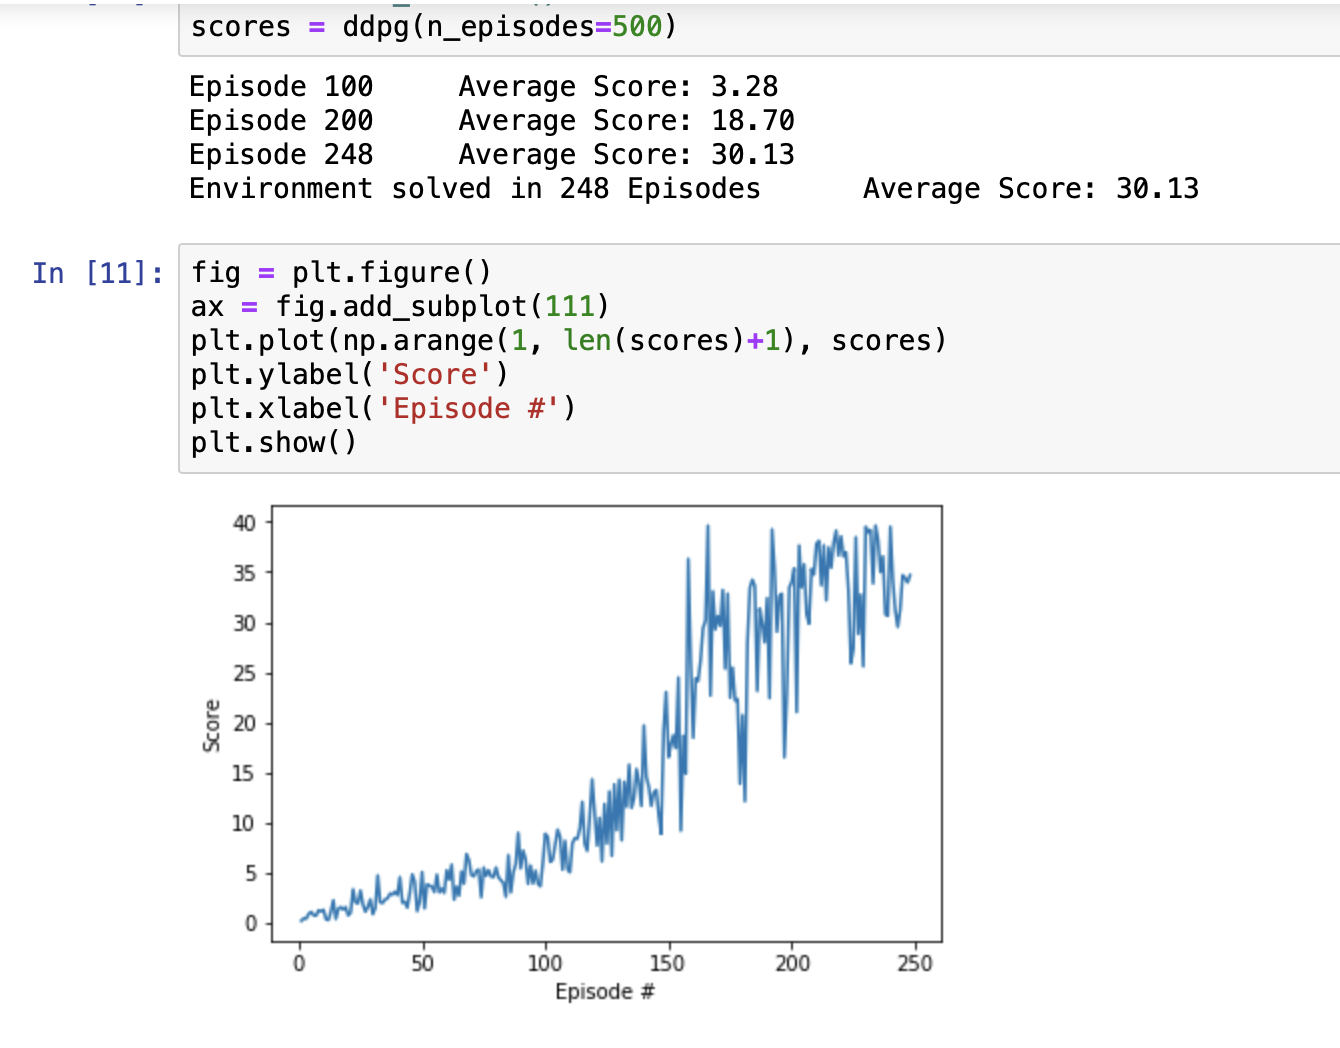 scores = ddpg(n_episodes=500)
Episode 100     Average Score: 3.28
Episode 200     Average Score: 18.70
Episode 248     Average Score: 30.13
Environment solved in 248 Episodes      Average Score: 30.13
In [11]:
fig = plt.figure()
ax = fig.add_subplot(111)
plt.plot(np.arange(1, len(scores)+1), scores)
plt.ylabel('Score')
plt.xlabel('Episode #')
plt.show()
40
35
30
25
20
15
10
5
0
Score
0 50 100 150 200 250
Episode #